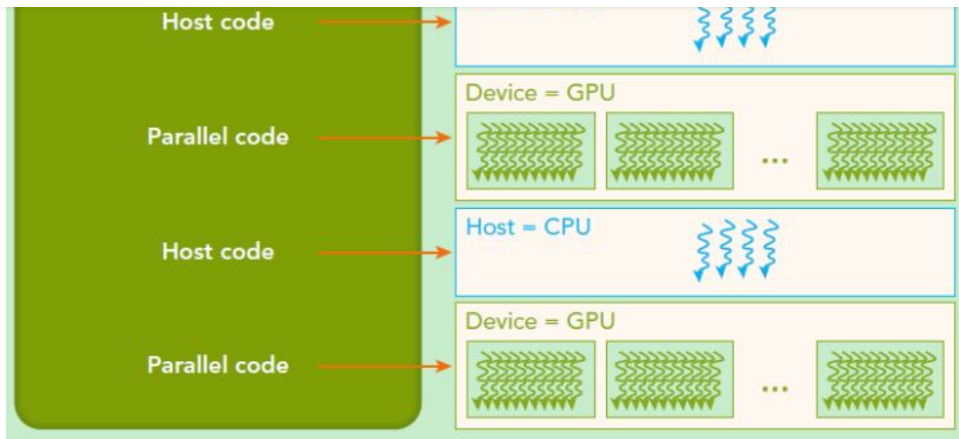 Host code
Device = GPU
Parallel code
...
Host = CPU
Host code
Device = GPU
Parallel code
...